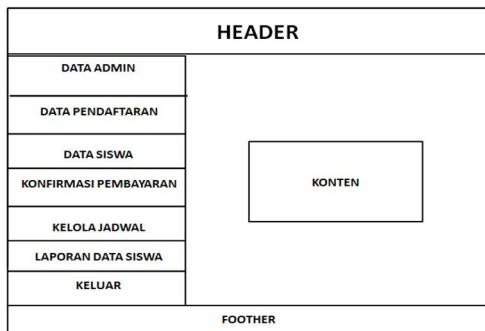 HEADER
DATA ADMIN
DATA PENDAFTARAN
DATA SISWA
KONFIRMASI PEMBAYARAN
KELOLA JADWAL
LAPORAN DATA SISWA
KELUAR
KONTEN
FOOTHER